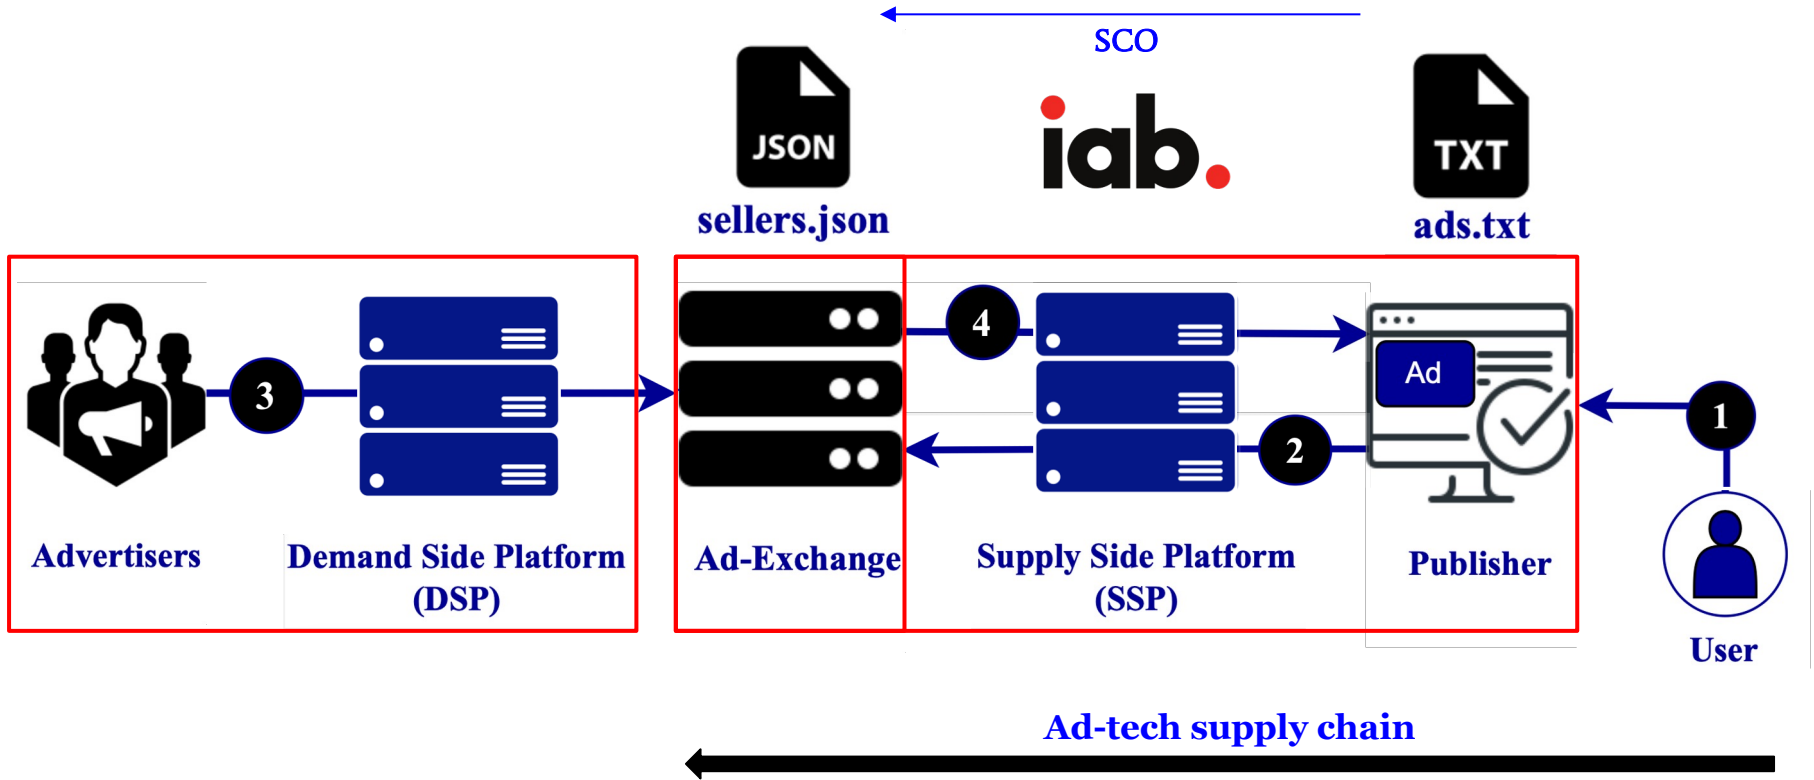 SCO
JSON
iab.
TXT
sellers.json
ads.txt
3
4
2
1
Ad
Advertisers
Demand Side Platform
(DSP)
Ad-Exchange
Supply Side Platform
(SSP)
Publisher
User
Ad-tech supply chain